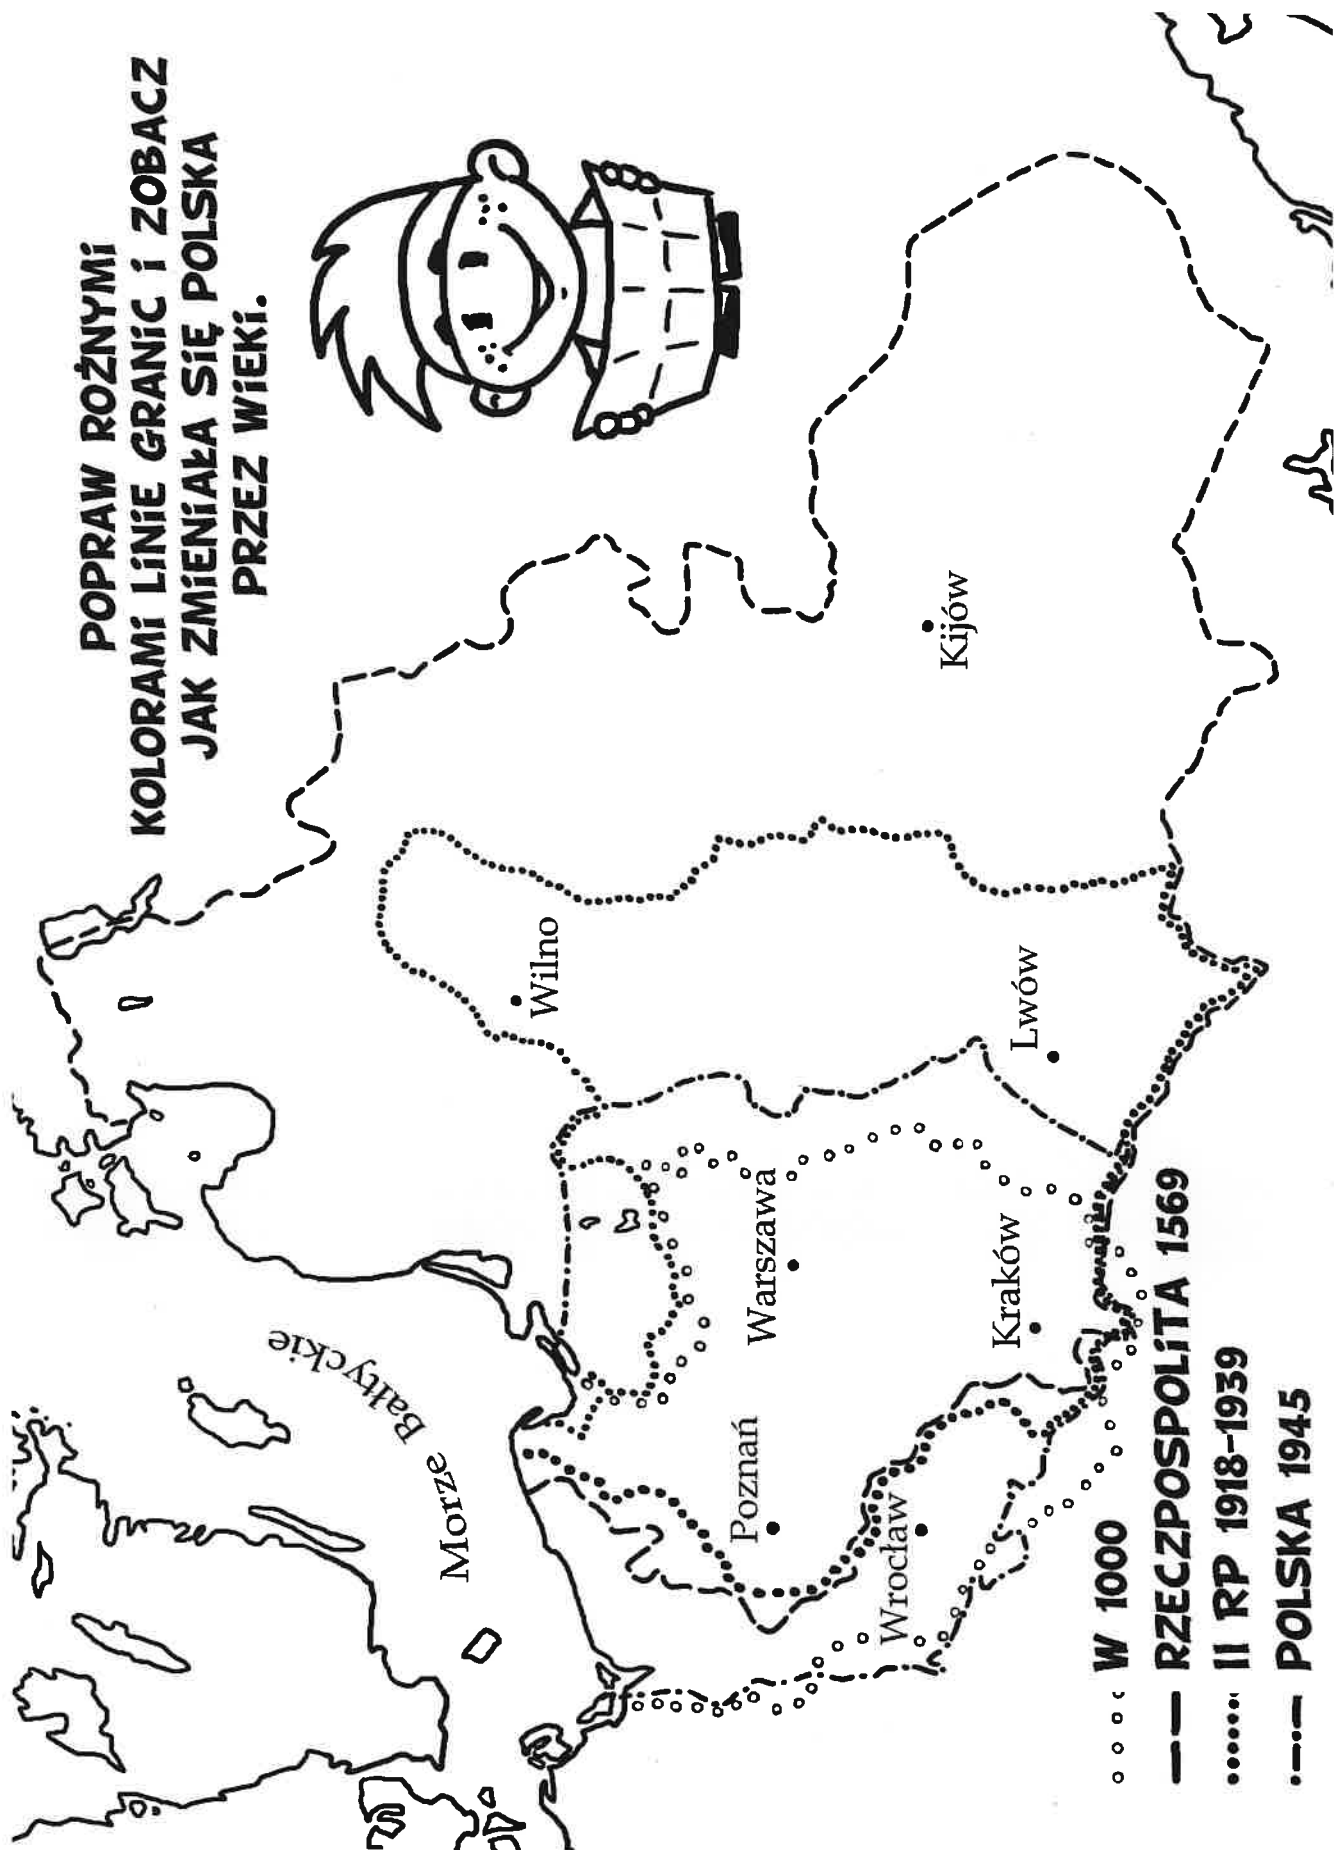 POPRAW ROŻNYMI
KOLORAMI LINIE GRANIC I ZOBACZ
JAK ZMIENIAŁA SIĘ POLSKA
PRZEZ WIEKI.
Morze Bałtyckie
Wilno
Kijów
Warszawa
Poznań
Lwów
Wrocław
Kraków
W 1000
RZECZPOSPOLITA 1569
II RP 1918-1939
POLSKA 1945